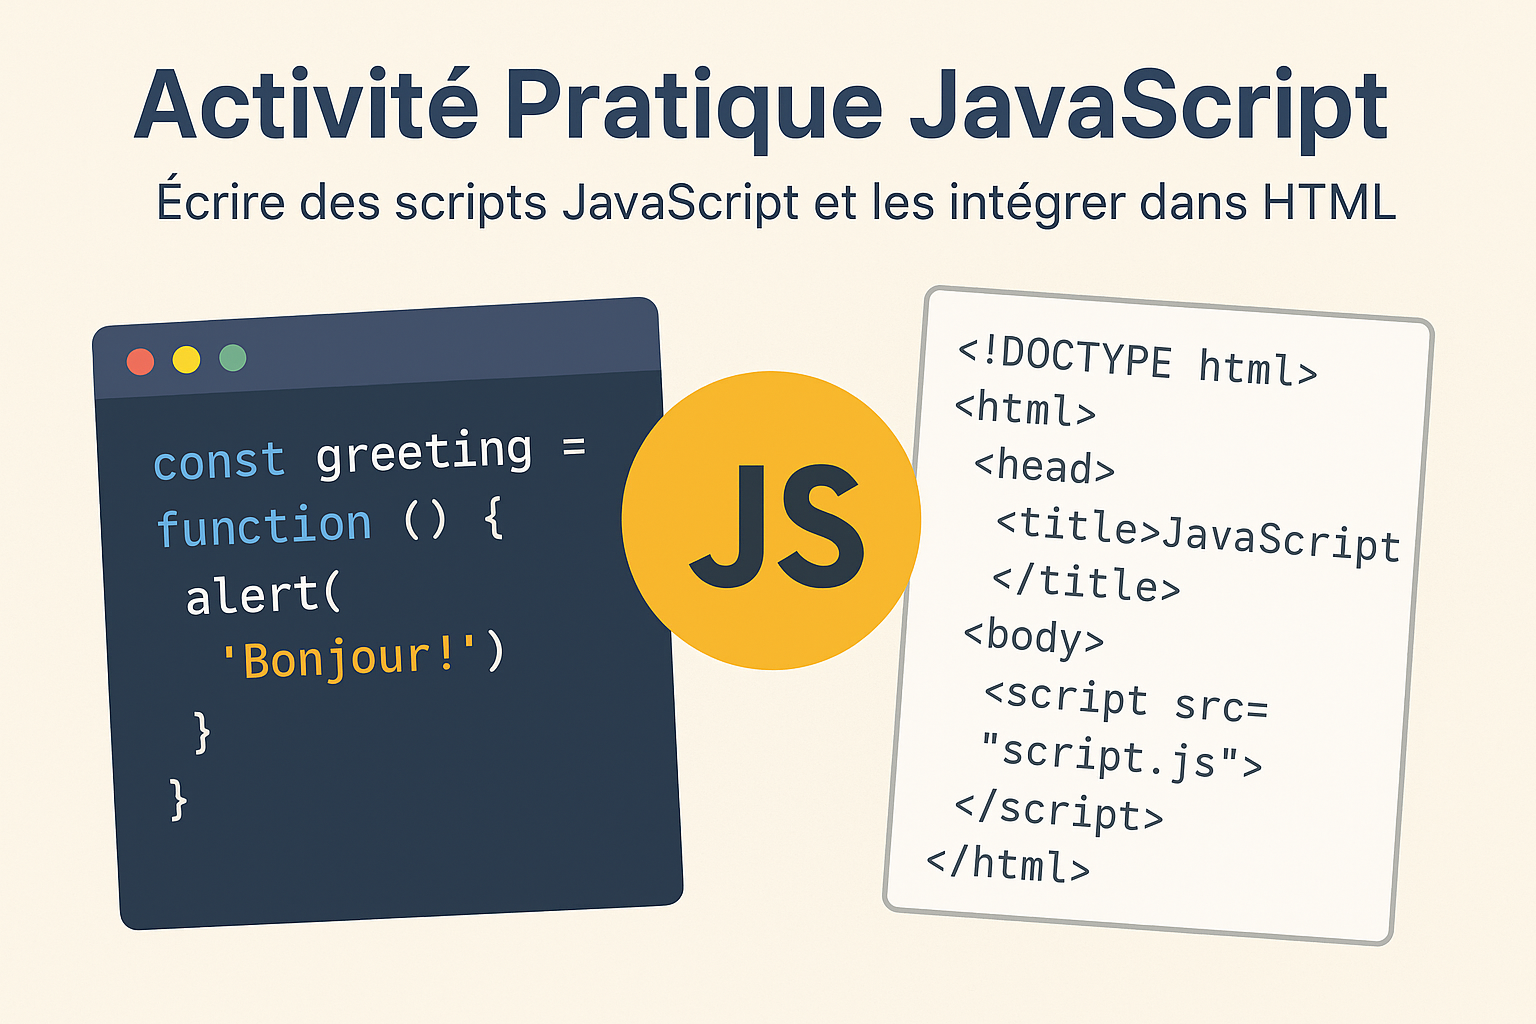 Activité Pratique JavaScript
Écrire des scripts JavaScript et les intégrer dans HTML
const greeting =
function () {
alert(
'Bonjour!')
}
}
JS
<!DOCTYPE html>
<html>
<head>
<title>JavaScript
</title>
<body>
<script src=
"script.js">
</script>
</html>